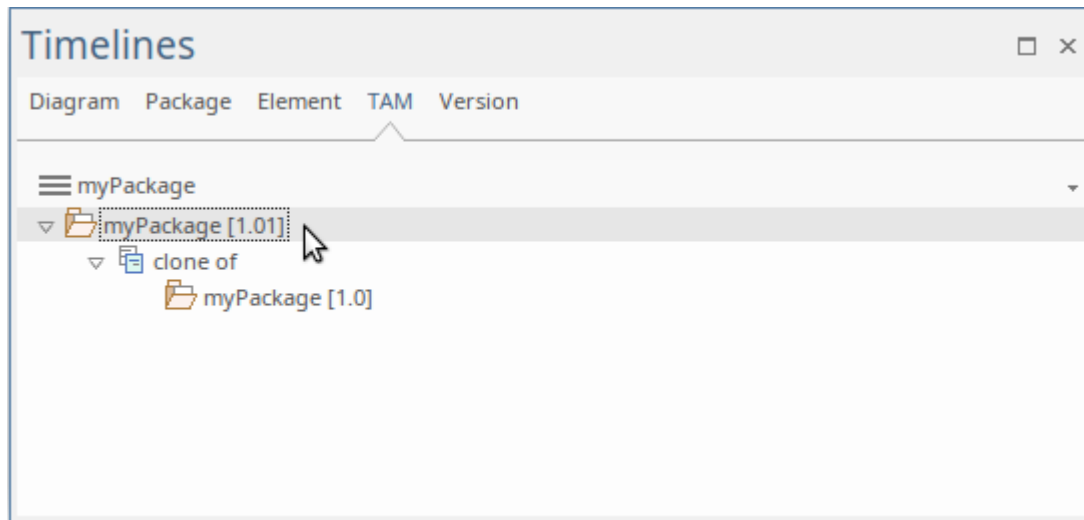 Timelines
Diagram Package Element TAM Version
myPackage
myPackage [1.01]
clone of
myPackage [1.0]